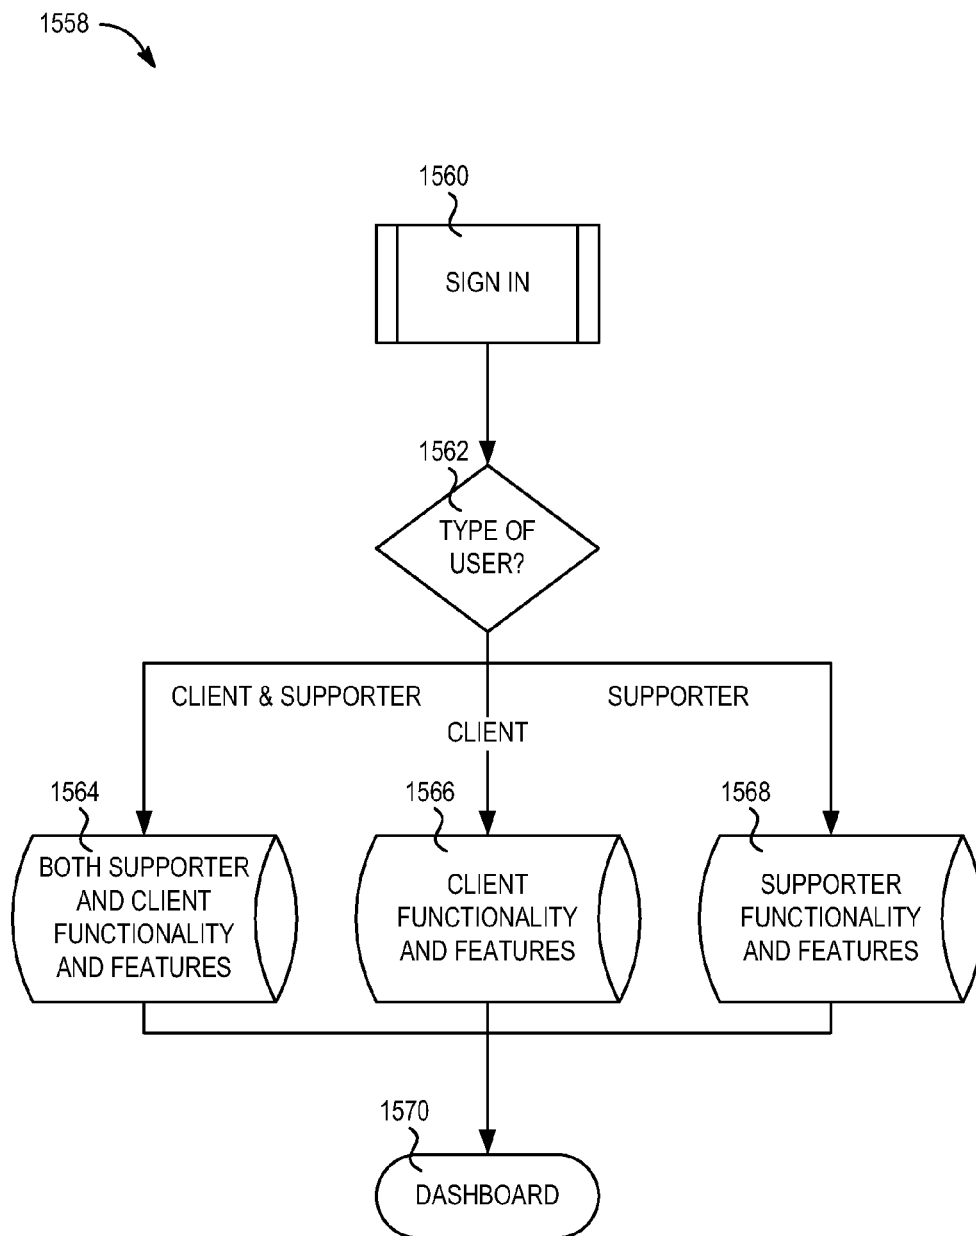 1558
1560
SIGN IN
1562
TYPE OF
USER?
CLIENT & SUPPORTER
SUPPORTER
CLIENT
1564
1566
1568
BOTH SUPPORTER
AND CLIENT
FUNCTIONALITY
AND FEATURES
CLIENT
FUNCTIONALITY
AND FEATURES
SUPPORTER
FUNCTIONALITY
AND FEATURES
1570
DASHBOARD